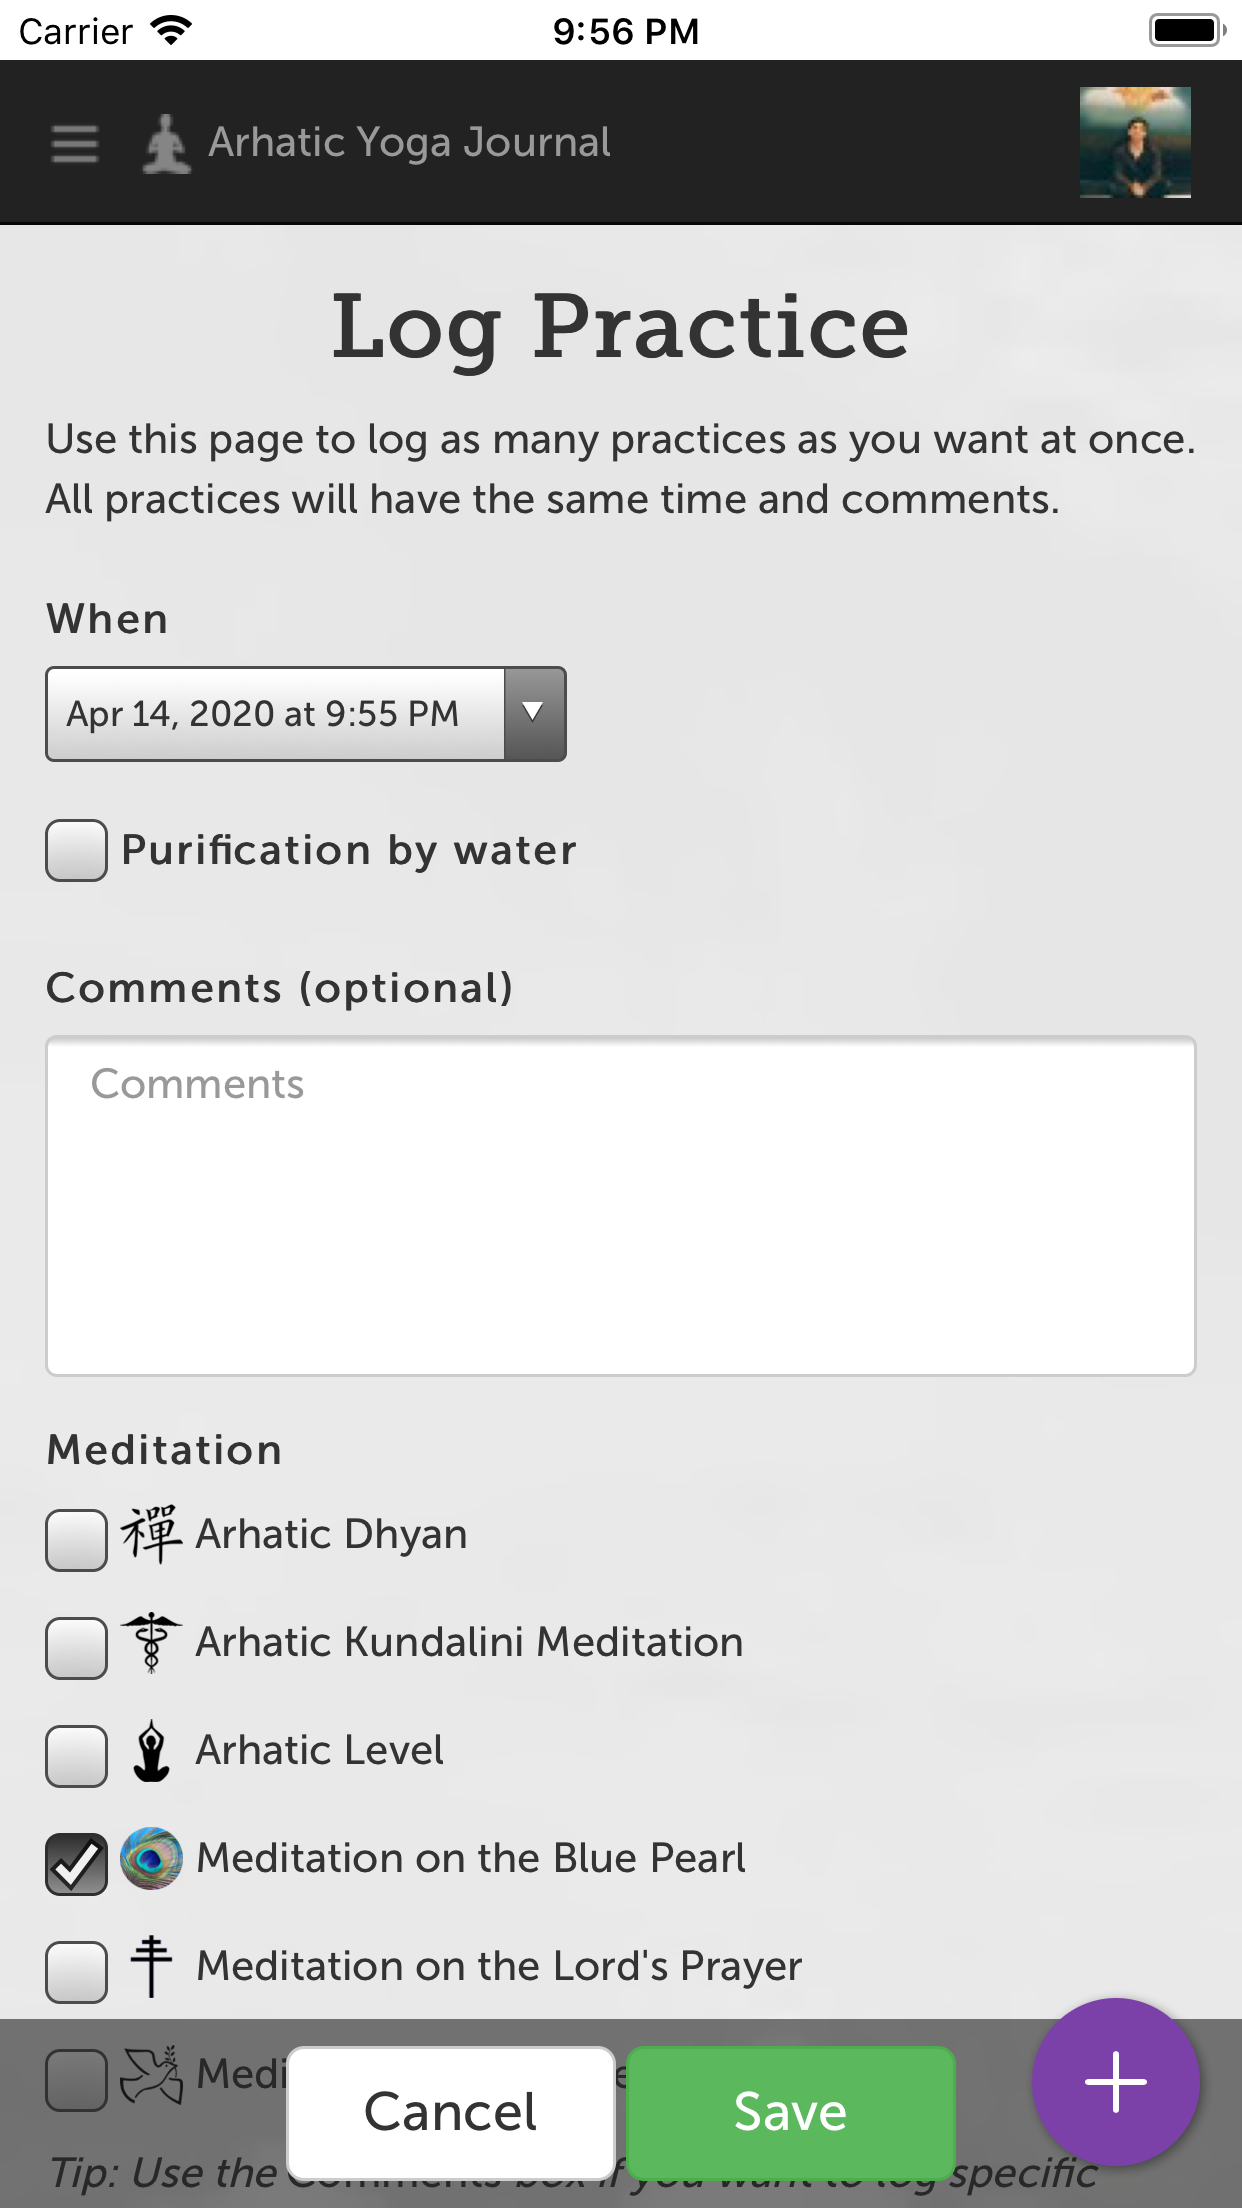 Carrier
9:56 PM
Arhatic Yoga Journal
Log Practice
Use this page to log as many practices as you want at once.
All practices will have the same time and comments.
When
Apr 14, 2020 at 9:55 PM
Purification by water
Comments (optional)
Comments
Meditation
禪 Arhatic Dhyan
Arhatic Kundalini Meditation
Arhatic Level
Meditation on the Blue Pearl
Meditation on the Lord's Prayer
Cancel
Save
Tip: Use the Comments box if you want to log specific